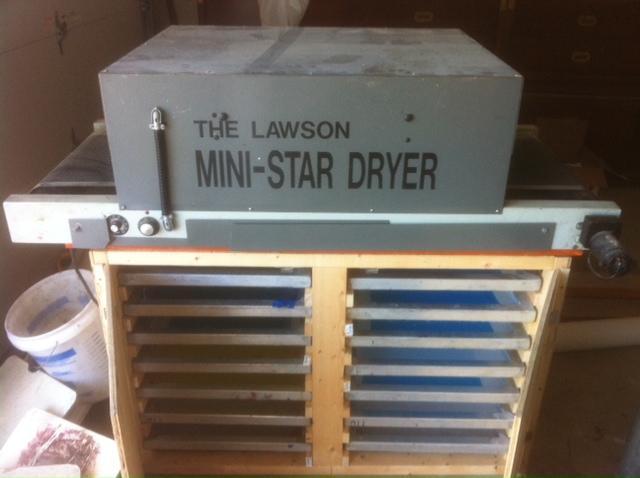 THE LAWSON
MINI-STAR DRYER